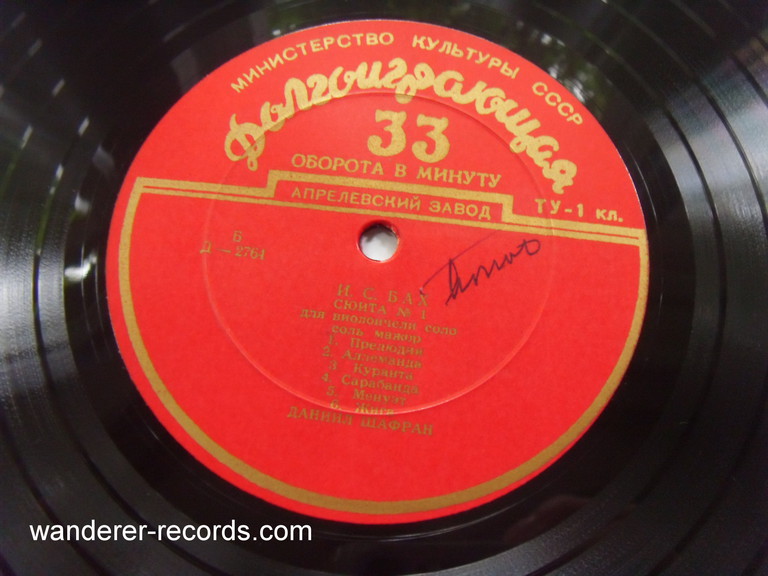 МИНИСТЕРСТВО КУЛЬТУРЫ СССР
Долгоиграющая
33
ОБОРОТА В МИНУТУ
АПРЕЛЕВСКИЙ ЗАВОД
ТУ-1 кл.
Б
Д — 2764
И. С. БАХ
СЮИТА № 1
для виолончели соло
соль мажор
1. Прелюдия
2. Аллеманда
3. Куранта
4. Сарабанда
5. Менуэт
6. Жига
ДАНИИЛ ШАФРАН
wanderer-records.com